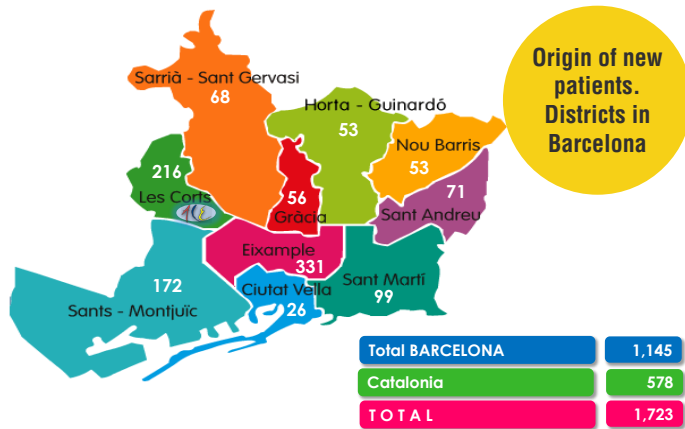 Origin of new
patients.
Districts in
Barcelona
Sarrià - Sant Gervasi
68
Horta - Guinardó
53
Nou Barris
53
216
Les Corts
56
Gràcia
71
Sant Andreu
Eixample
331
172
Sants - Montjuïc
Ciutat Vella
26
Sant Martí
99
Total BARCELONA 1,145
Catalonia 578
TOTAL 1,723